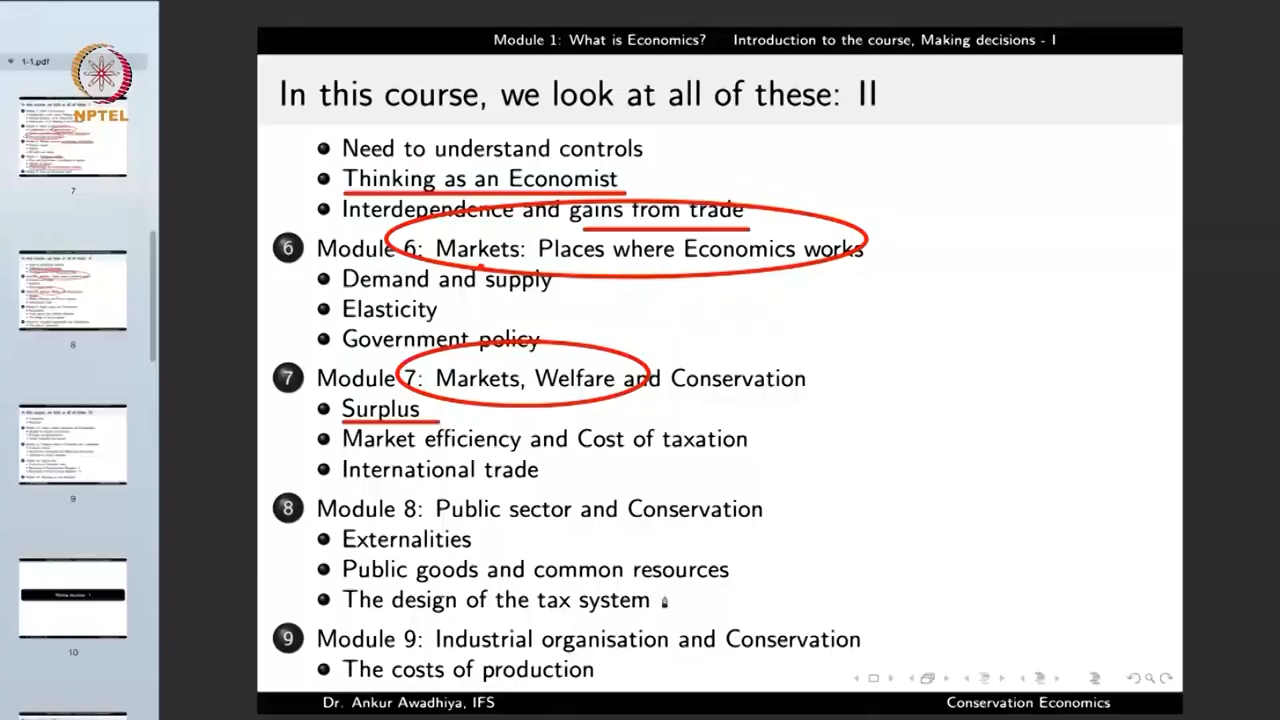 Module 1: What is Economics? Introduction to the course, Making decisions - I
1-1.pdf
NPTEL
In this course, we look at all of these: II
Need to understand controls
Thinking as an Economist
Interdependence and gains from trade
6 Module 6: Markets: Places where Economics works
Demand and supply
Elasticity
Government policy
7 Module 7: Markets, Welfare and Conservation
Surplus
Market efficiency and Cost of taxation
International trade
8 Module 8: Public sector and Conservation
Externalities
Public goods and common resources
The design of the tax system
9 Module 9: Industrial organisation and Conservation
The costs of production
7
8
9
10
Dr. Ankur Awadhiya, IFS Conservation Economics